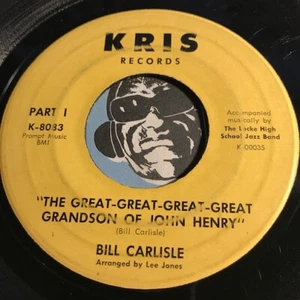 KRIS
RECORDS
PART I
K-8083
Prompt Music
BMI
Accompanied
musically by
The Locke High
School Jazz Band
K 00035
"THE GREAT-GREAT-GREAT-GREAT
GRANDSON OF JOHN HENRY"
(Bill Carlisle)
BILL CARLISLE
Arranged by Lee Jones